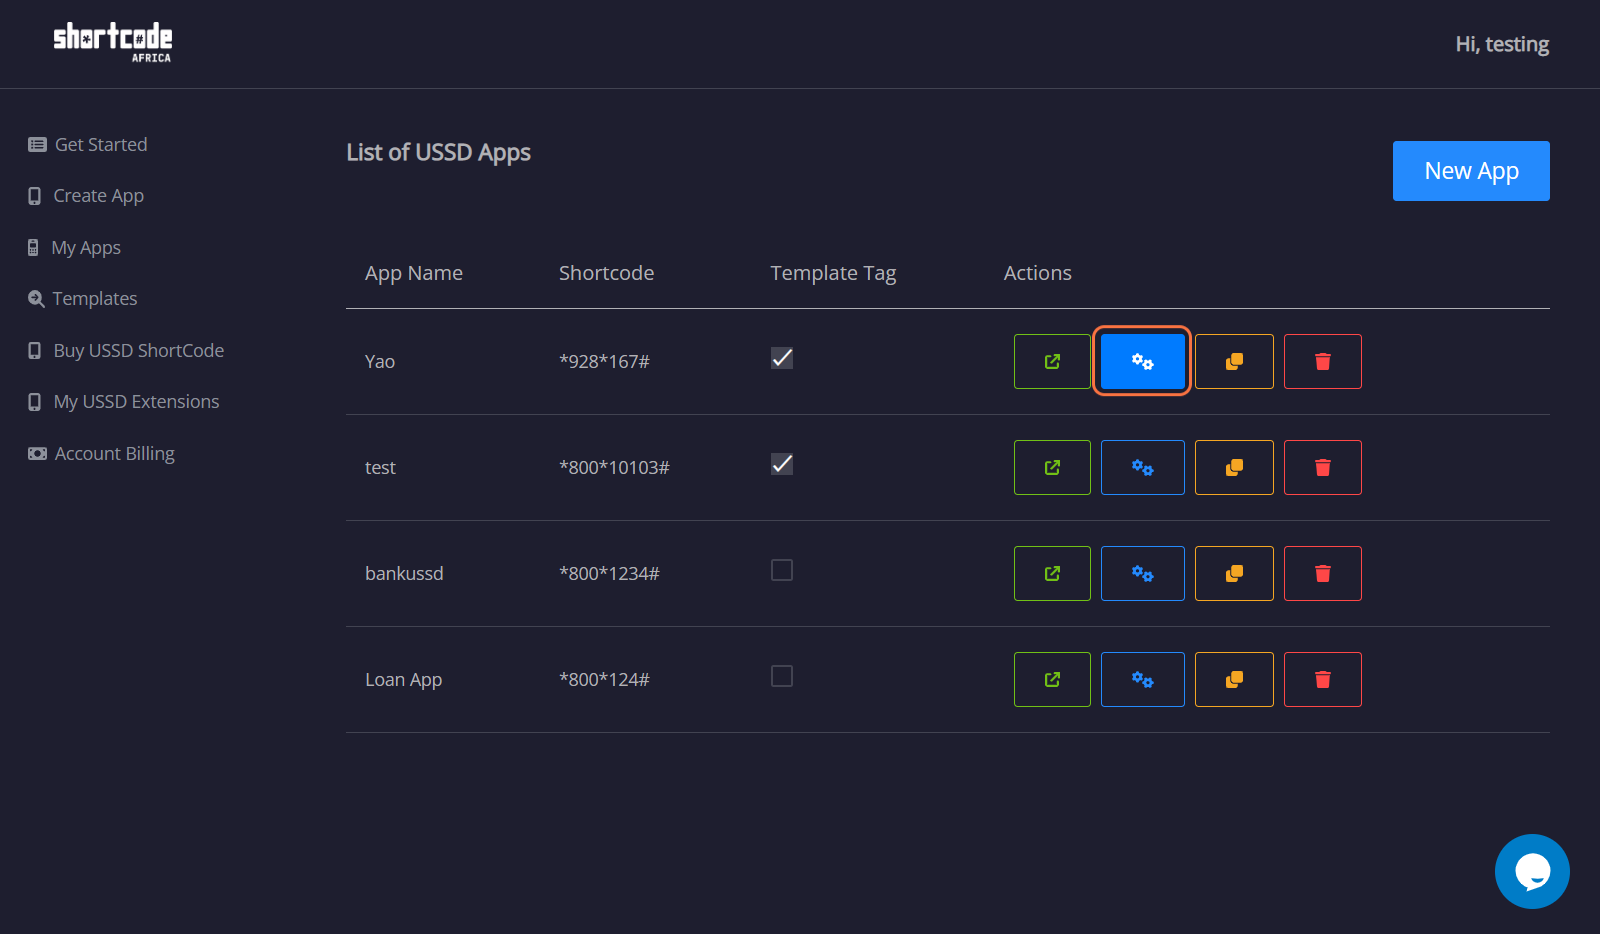 shortcode
AFRICA
Hi, testing
Get Started
Create App
My Apps
Templates
Buy USSD ShortCode
My USSD Extensions
Account Billing
List of USSD Apps
New App
App Name Shortcode Template Tag Actions
Yao *928*167#
test *800*10103#
bankussd *800*1234#
Loan App *800*124#